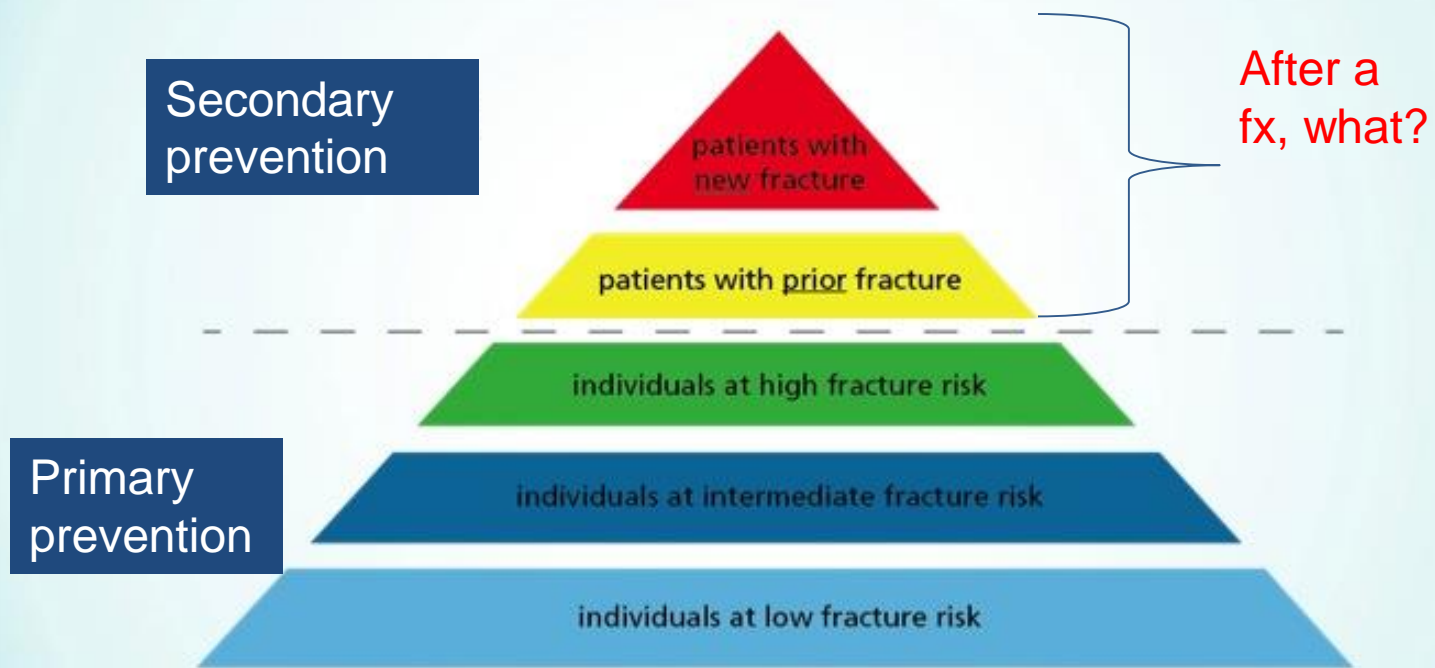 Secondary
prevention
patients with
new fracture
After a
fx, what?
patients with prior fracture
individuals at high fracture risk
Primary
prevention
individuals at intermediate fracture risk
individuals at low fracture risk